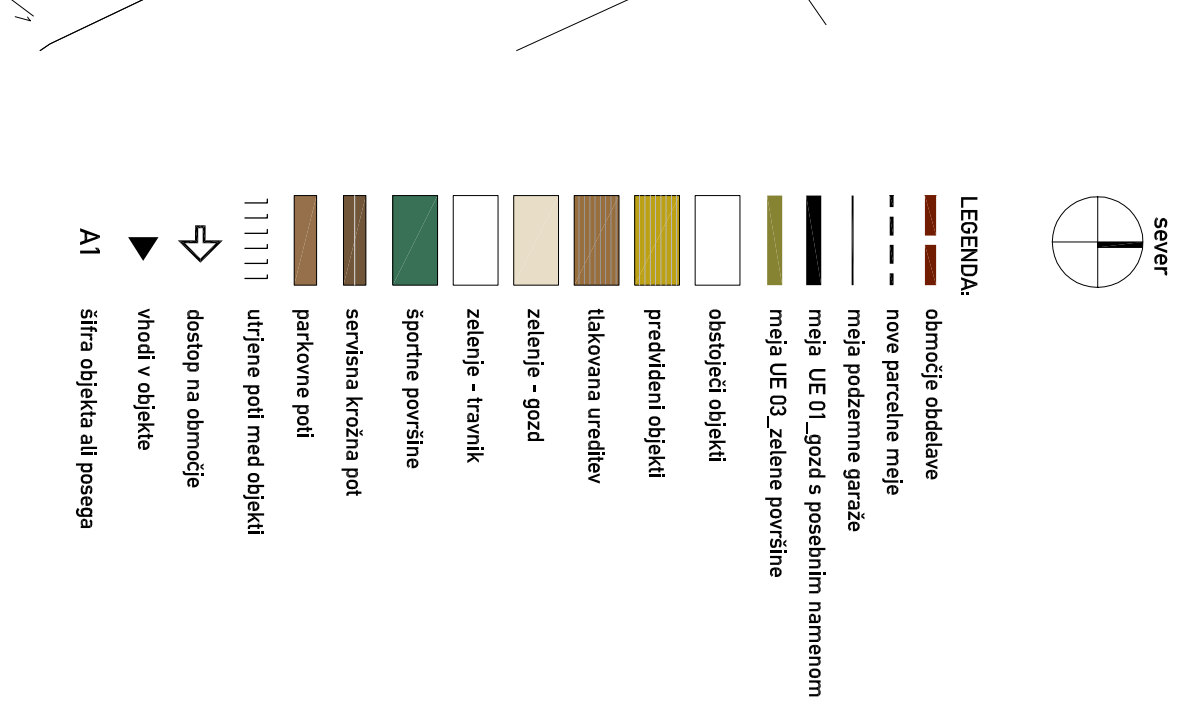 sever
LEGENDA:
območje obdelave
nove parcelne meje
meja podzemne garaže
meja UE 01_gozd s posebnim namenom
meja UE 03_zelene površine
obstoječi objekti
predvideni objekti
tlakovana ureditev
zelenje - gozd
zelenje - travnik
športne površine
servisna krožna pot
parkovne poti
utrjene poti med objekti
dostop na območje
vhodi v objekte
A1 šifra objekta ali posega